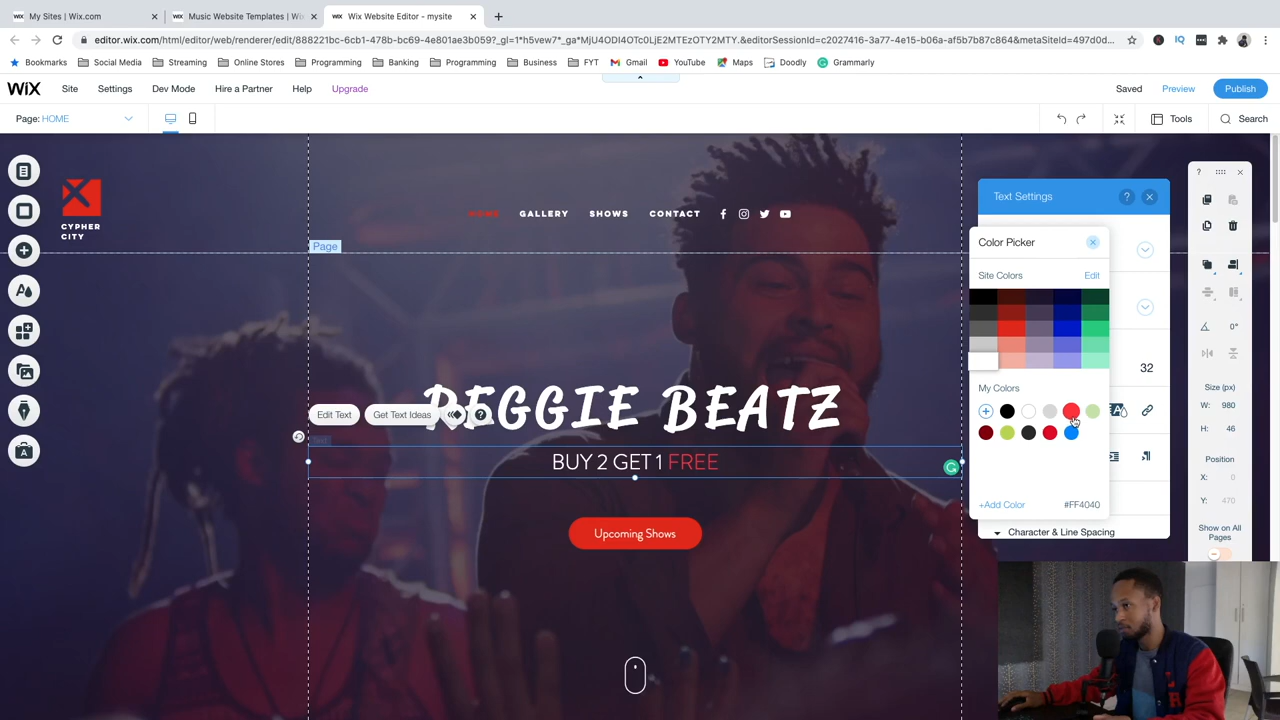 My Sites | Wix.com
Music Website Templates | Wi
Wix Website Editor - mysite
editor.wix.com/html/editor/web/renderer/edit/888221bc-6cb1-478b-bc69-4e801ae3b059?_gl=1*h5vew7*_ga*MjU4ODI4OTc0LjE2MTEzOTY2MTY.&editorSessionId=c2027416-3a77-4e15-b06a-af5b7b87c864&metaSiteId=497d0d...
Bookmarks Social Media Streaming Online Stores Programming Banking Programming Business FYT Gmail YouTube Maps Doodly Grammarly
WiX Site Settings Dev Mode Hire a Partner Help Upgrade Saved Preview Publish
Page: HOME Tools Search
CYPHER
CITY
HOME GALLERY SHOWS CONTACT
Page
REGGIE BEATZ
Edit Text Get Text Ideas
Text
BUY 2 GET 1 FREE
Upcoming Shows
Text Settings
Color Picker
Site Colors Edit
My Colors
+Add Color #FF4040
32
Character & Line Spacing
0°
Size (px)
W: 980
H: 46
Position
X: 0
Y: 470
Show on All
Pages